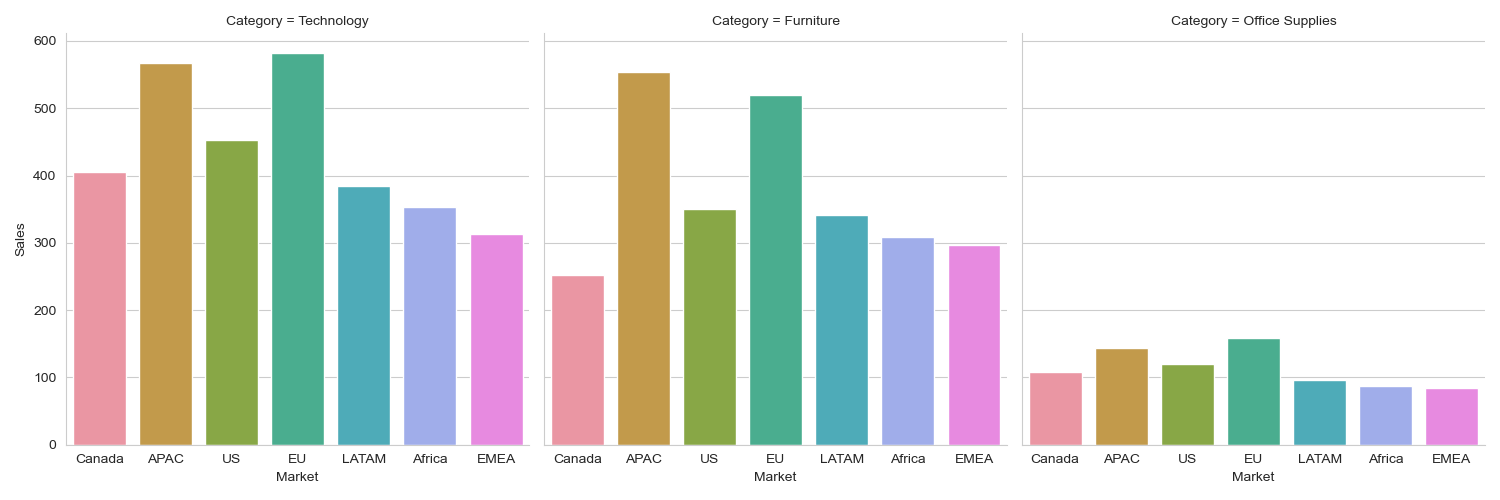 Category = Technology
Category = Furniture
Category = Office Supplies
600
500
400
300
200
100
0
Sales
Canada APAC US EU LATAM Africa EMEA
Canada APAC US EU LATAM Africa EMEA
Canada APAC US EU LATAM Africa EMEA
Market
Market
Market